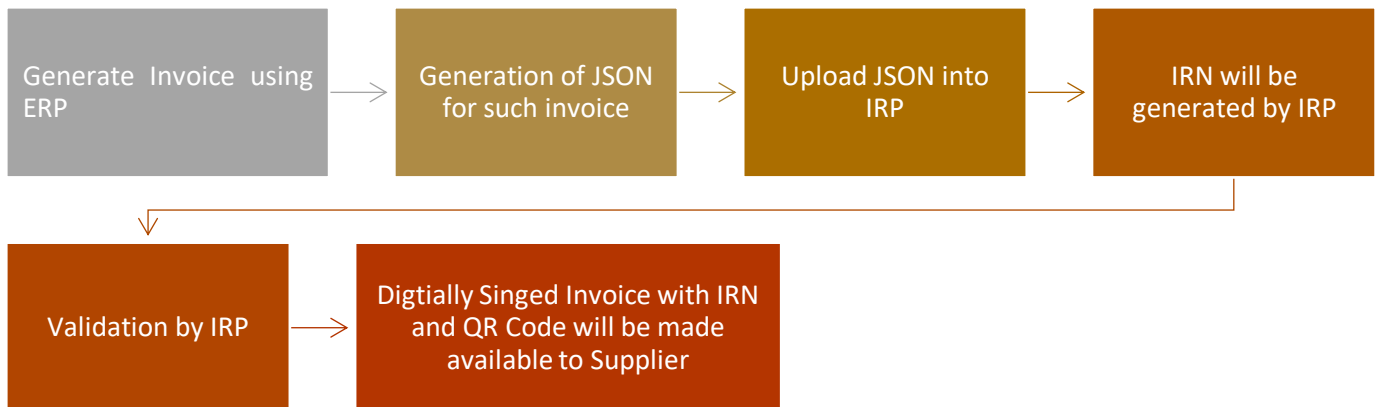 Generate Invoice using
ERP
Generation of JSON
for such invoice
Upload JSON into
IRP
IRN will be
generated by IRP
Validation by IRP
Digtially Singed Invoice with IRN
and QR Code will be made
available to Supplier